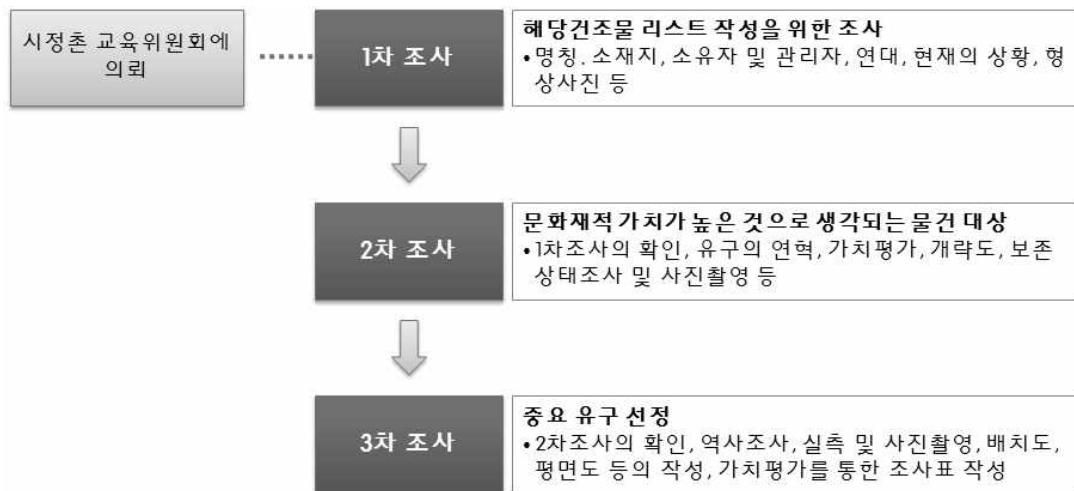 시정촌 교육위원회에
의뢰
1차 조사
해당건조물 리스트 작성을 위한 조사
•명칭. 소재지, 소유자 및 관리자, 연대, 현재의 상황, 형
상사진 등
2차 조사
문화재적 가치가 높은 것으로 생각되는 물건 대상
•1차조사의 확인, 유구의 연혁, 가치평가, 개략도, 보존
상태조사 및 사진촬영 등
3차 조사
중요 유구 선정
•2차조사의 확인, 역사조사, 실측 및 사진촬영, 배치도,
평면도 등의 작성, 가치평가를 통한 조사표 작성